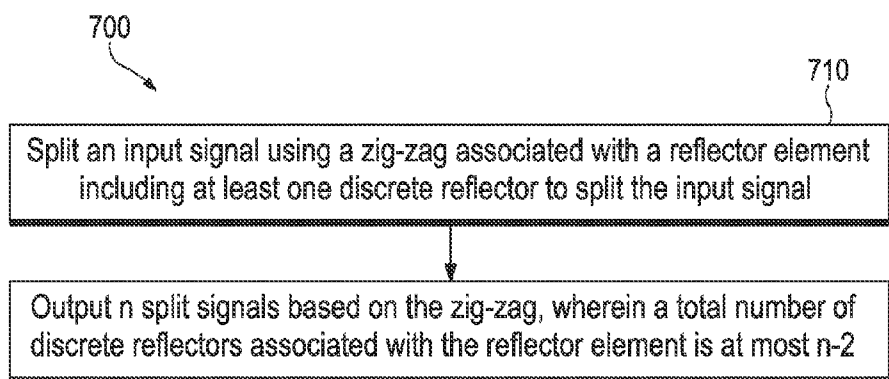 700
710
Split an input signal using a zig-zag associated with a reflector element
including at least one discrete reflector to split the input signal
Output n split signals based on the zig-zag, wherein a total number of
discrete reflectors associated with the reflector element is at most n-2